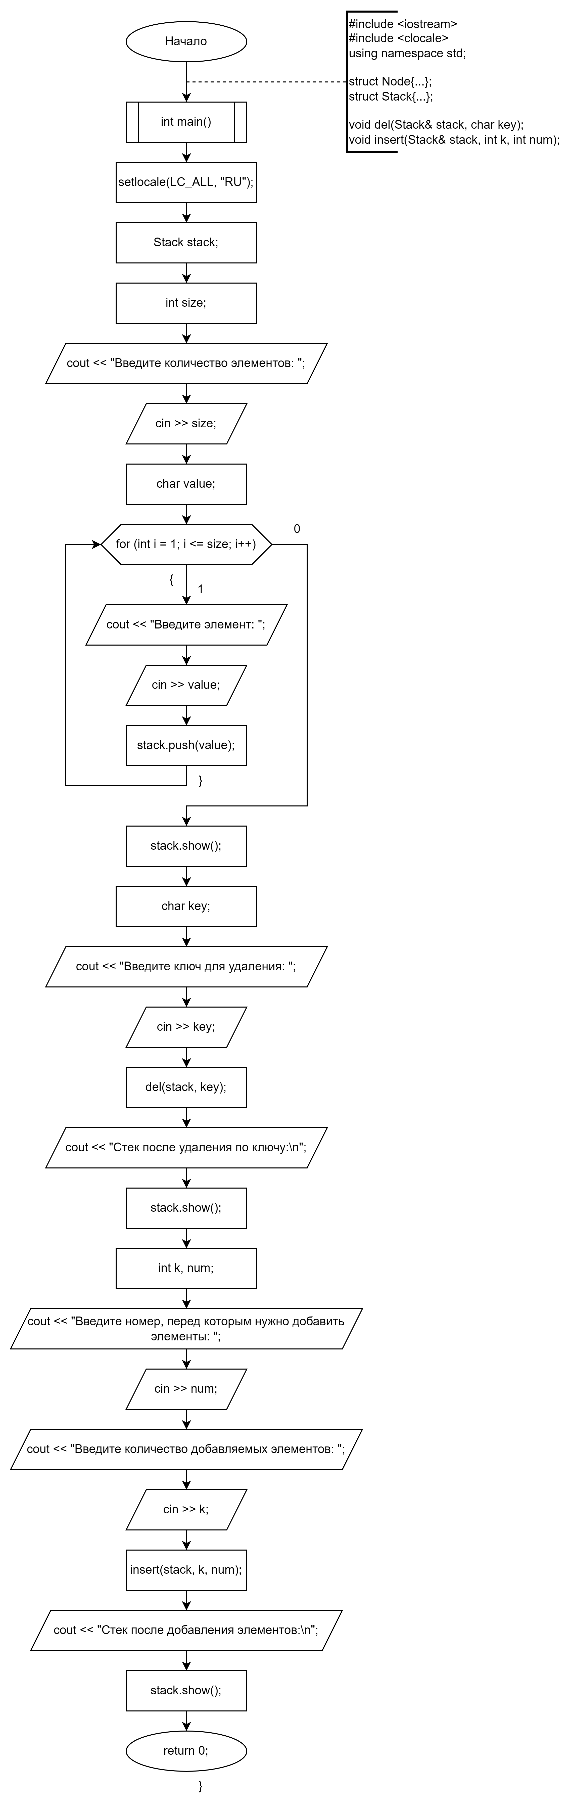 Начало
#include <iostream>
#include <clocale>
using namespace std;
struct Node{...};
struct Stack{...};
void del(Stack& stack, char key);
void insert(Stack& stack, int k, int num);
int main()
setlocale(LC_ALL, "RU");
Stack stack;
int size;
cout << "Введите количество элементов: ";
cin >> size;
char value;
0
for (int i = 1; i <= size; i++)
{
1
cout << "Введите элемент: ";
cin >> value;
stack.push(value);
}
stack.show();
char key;
cout << "Введите ключ для удаления: ";
cin >> key;
del(stack, key);
cout << "Стек после удаления по ключу:\n";
stack.show();
int k, num;
cout << "Введите номер, перед которым нужно добавить
элементы: ";
cin >> num;
cout << "Введите количество добавляемых элементов: ";
cin >> k;
insert(stack, k, num);
cout << "Стек после добавления элементов:\n";
stack.show();
return 0;
}